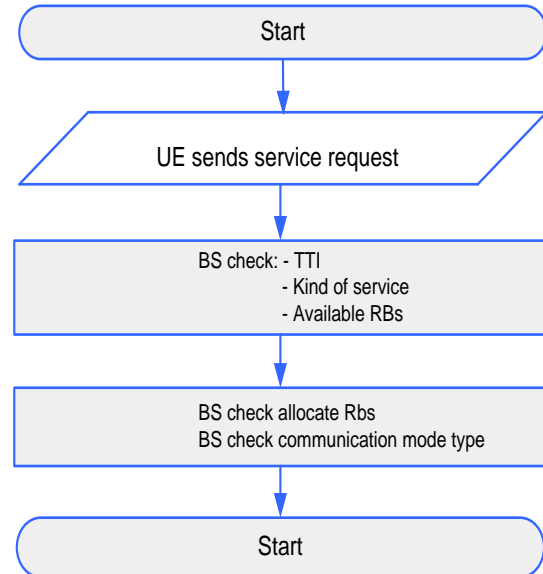 Start
UE sends service request
BS check: - TTI
- Kind of service
- Available RBs
BS check allocate Rbs
BS check communication mode type
Start